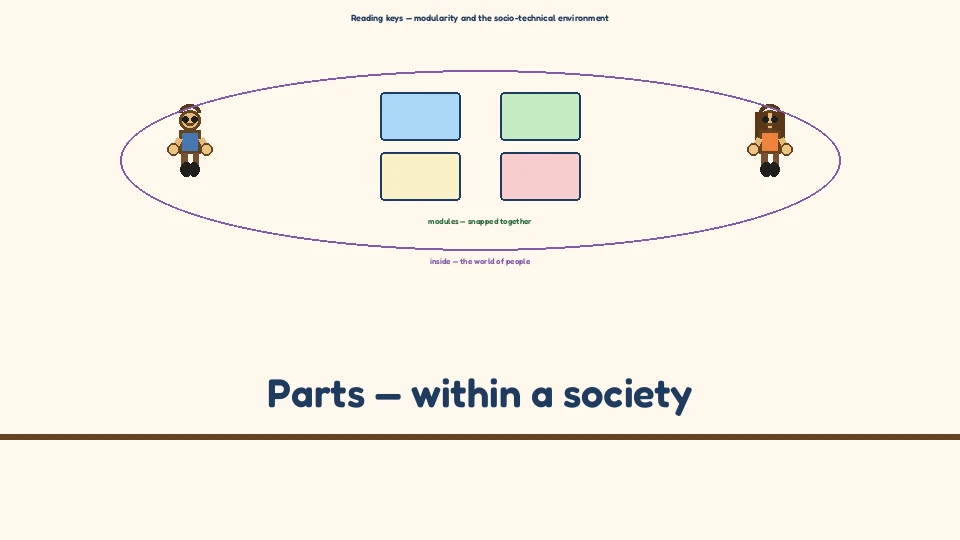 Reading keys — modularity and the socio-technical environment
modules — snapped together
inside — the world of people
Parts — within a society